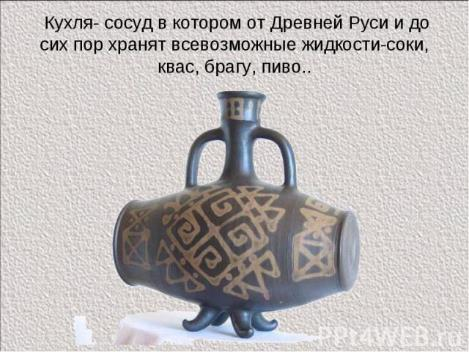 Кухля- сосуд в котором от Древней Руси и до
сих пор хранят всевозможные жидкости-соки,
квас, брагу, пиво..
PPt4WEB.ru